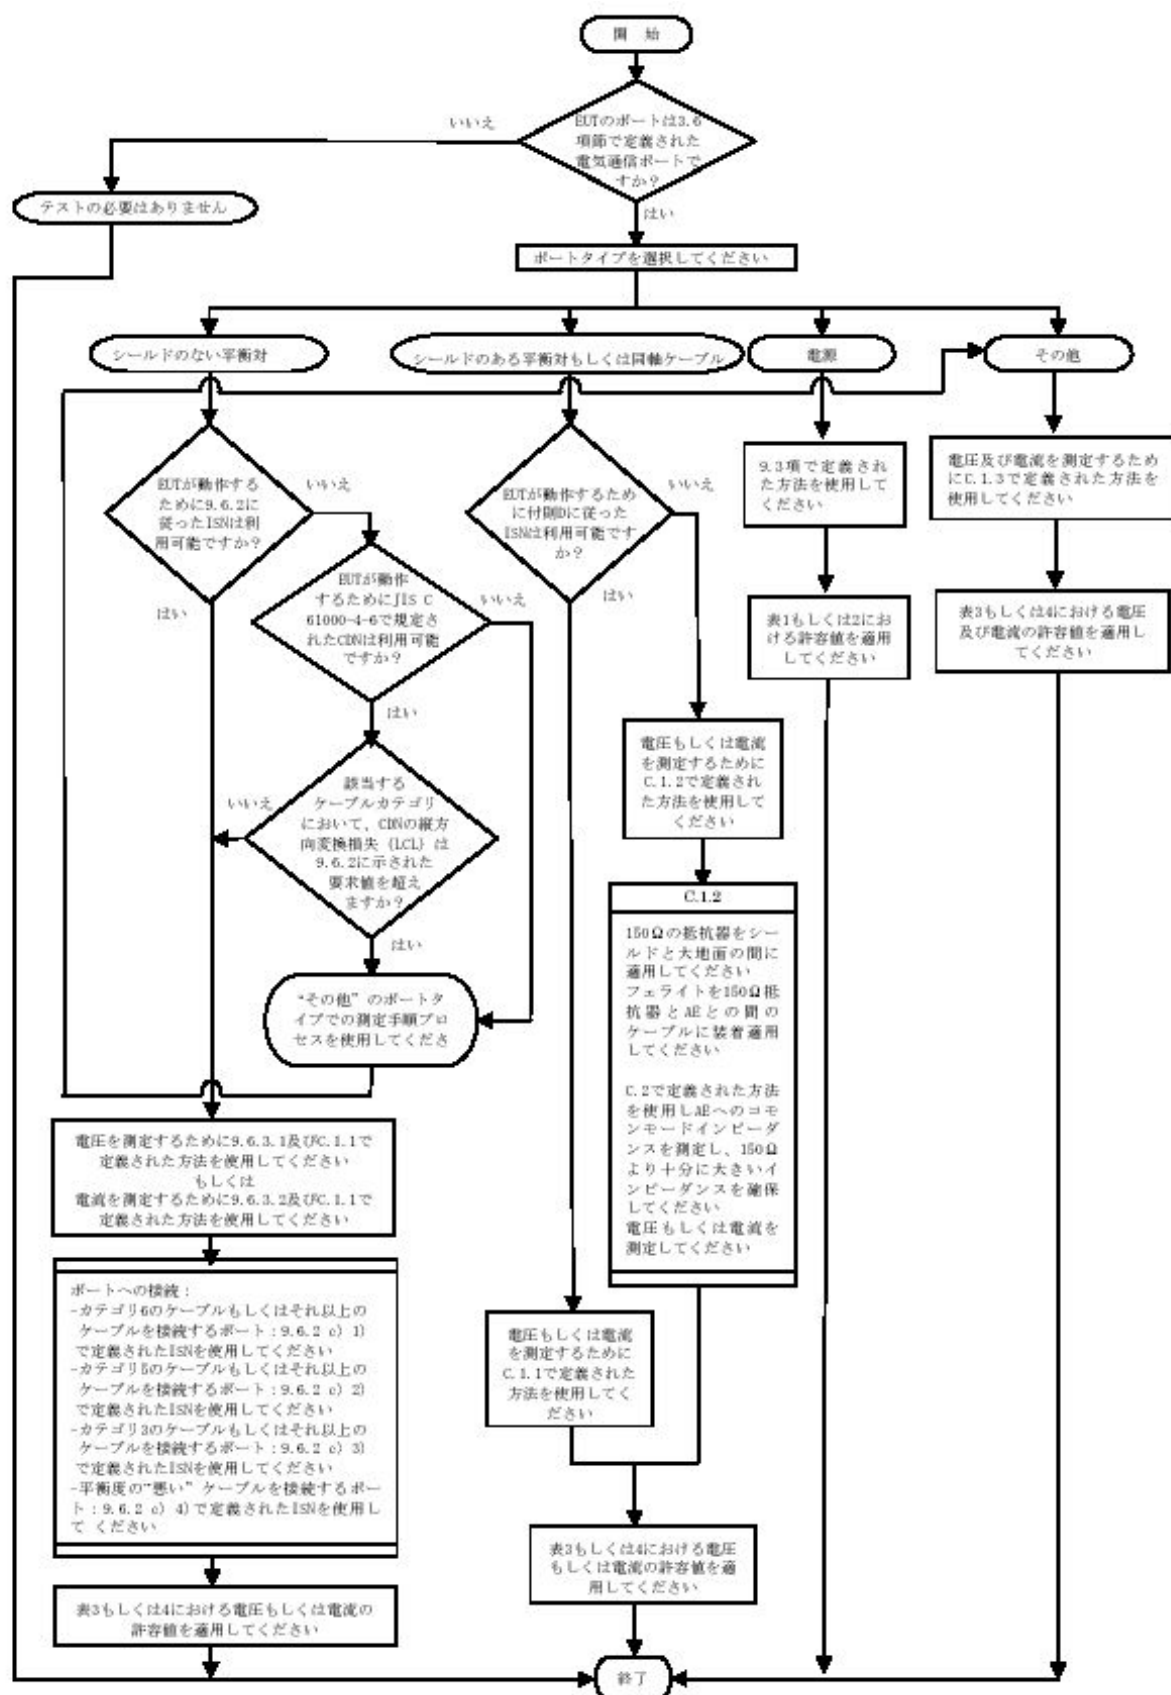 開 始
EUTのポートは3.6
項節で定義された
電気通信ポートで
すか？
いいえ
テストの必要はありません
はい
ポートタイプを選択してください
シールドのない平衡対
シールドのある平衡対もしくは同軸ケーブル
電源
その他
EUTが動作する
ために9.6.2に
従ったISNは利
用可能ですか？
いいえ
はい
EUTが動作
するためにJIS C
61000-4-6で規定さ
れたCDNは利用可能
ですか？
いいえ
はい
該当する
ケーブルカテゴリ
において、CDNの縦方
向変換損失（LCL）は
9.6.2に示された
要求値を超え
ますか？
いいえ
はい
“その他”のポートタ
イプでの測定手順プロ
セスを使用してくださ
EUTが動作するため
に付則Dに従った
ISNは利用可能です
か？
いいえ
はい
9.3項で定義され
た方法を使用して
ください
電圧及び電流を測定するため
にC.1.3で定義された方法を
使用してください
表1もしくは2にお
ける許容値を適用
してください
表3もしくは4における電圧
及び電流の許容値を適用し
てください
電圧もしくは電流
を測定するために
C.1.2で定義され
た方法を使用して
ください
C.1.2
150Ωの抵抗器をシー
ルドと大地面の間に
適用してください
フェライトを150Ω抵
抗器とAEとの間の
ケーブルに装着適用
してください
C.2で定義された方法
を使用しAEへのコモ
ンモードインピーダ
ンスを測定し、150Ω
より十分に大きいイ
ンピーダンスを確保
してください
電圧もしくは電流を
測定してください
電圧を測定するために9.6.3.1及びC.1.1で
定義された方法を使用してください
もしくは
電流を測定するために9.6.3.2及びC.1.1で
定義された方法を使用してください
ポートへの接続：
-カテゴリ6のケーブルもしくはそれ以上の
ケーブルを接続するポート：9.6.2 c）1）
で定義されたISNを使用してください
-カテゴリ5のケーブルもしくはそれ以上の
ケーブルを接続するポート：9.6.2 c）2）
で定義されたISNを使用してください
-カテゴリ3のケーブルもしくはそれ以上の
ケーブルを接続するポート：9.6.2 c）3）
で定義されたISNを使用してください
-平衡度の“悪い”ケーブルを接続するポー
ト：9.6.2 c）4）で定義されたISNを使用し
て ください
電圧もしくは電流
を測定するために
C.1.1で定義された
方法を使用してくだ
さい
表3もしくは4における電圧
もしくは電流の許容値を適
用してください
表3もしくは4における電圧もしくは電流の
許容値を適用してください
終了